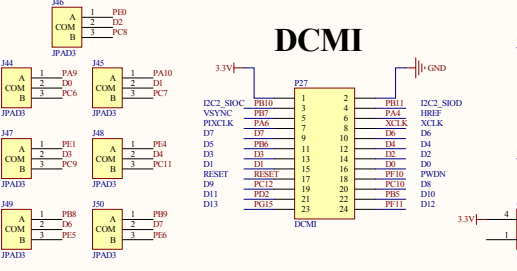 J46
A 1 PE0
COM 2 D2
B 3 PC8
JPAD3
J44
A 1 PA9
COM 2 D0
B 3 PC6
JPAD3
J45
A 1 PA10
COM 2 D1
B 3 PC7
JPAD3
J47
A 1 PE1
COM 2 D3
B 3 PC9
JPAD3
J48
A 1 PE4
COM 2 D4
B 3 PC11
JPAD3
J49
A 1 PB8
COM 2 D6
B 3 PE5
JPAD3
J50
A 1 PB9
COM 2 D7
B 3 PE6
JPAD3
DCMI
3.3V
GND
P27
1 2
I2C2_SIOC PB10 3 4 PB11 I2C2_SIOD
VSYNC PB7 5 6 PA4 HREF
PIXCLK PA6 7 8 XCLK XCLK
D7 D7 9 10 D6 D6
D5 PB6 11 12 D4 D4
D3 D3 13 14 D2 D2
D1 D1 15 16 D0 D0
RESET RESET 17 18 PF10 PWDN
D9 PC12 19 20 PC10 D8
D11 PD2 21 22 PB5 D10
D13 PG15 23 24 PF11 D12
DCMI
3.3V 4
1